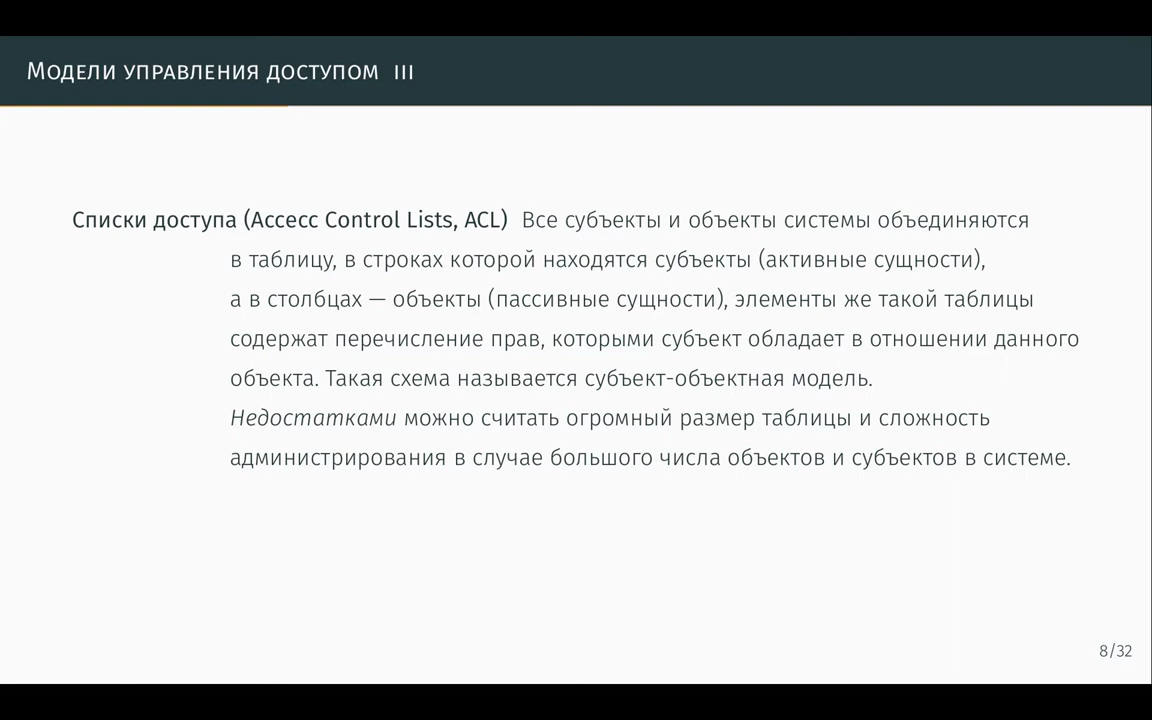 Модели управления доступом III
Списки доступа (Accecc Control Lists, ACL) Все субъекты и объекты системы объединяются
в таблицу, в строках которой находятся субъекты (активные сущности),
а в столбцах — объекты (пассивные сущности), элементы же такой таблицы
содержат перечисление прав, которыми субъект обладает в отношении данного
объекта. Такая схема называется субъект-объектная модель.
Недостатками можно считать огромный размер таблицы и сложность
администрирования в случае большого числа объектов и субъектов в системе.
8/32